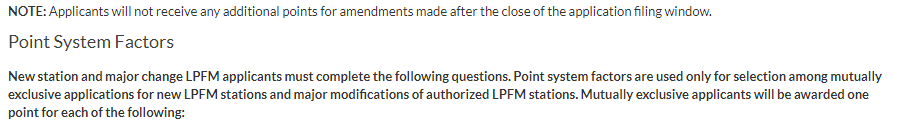 NOTE: Applicants will not receive any additional points for amendments made after the close of the application filing window.
Point System Factors
New station and major change LPFM applicants must complete the following questions. Point system factors are used only for selection among mutually
exclusive applications for new LPFM stations and major modifications of authorized LPFM stations. Mutually exclusive applicants will be awarded one
point for each of the following: